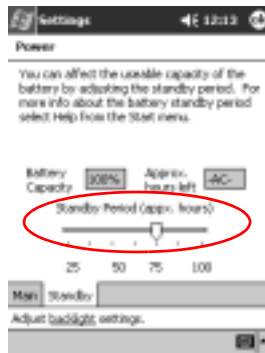 Settings 12:12
Power
You can affect the useable capacity of the
battery by adjusting the standby period. For
more info about the battery standby period
select Help from the Start menu.
Battery Capacity 100% Approx. hours left -AC-
Standby Period (appx. hours)
25 50 75 100
Main Standby
Adjust backlight settings.